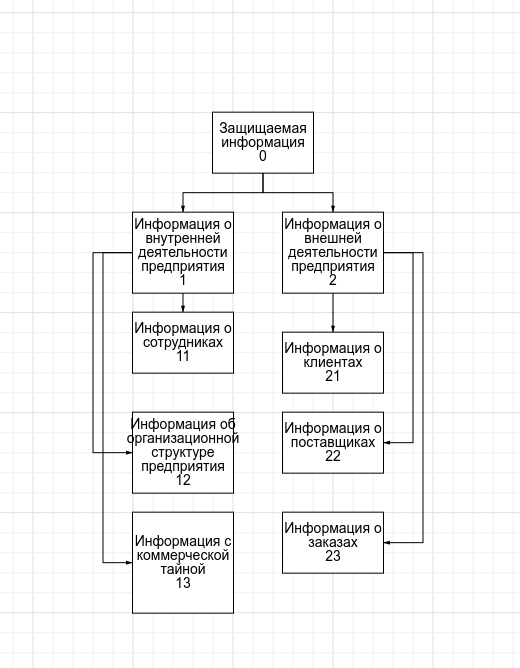 Защищаемая
информация
0
Информация о
внутренней
деятельности
предприятия
1
Информация о
внешней
деятельности
предприятия
2
Информация о
сотрудниках
11
Информация о
клиентах
21
Информация об
организационной
структуре
предприятия
12
Информация о
поставщиках
22
Информация с
коммерческой
тайной
13
Информация о
заказах
23